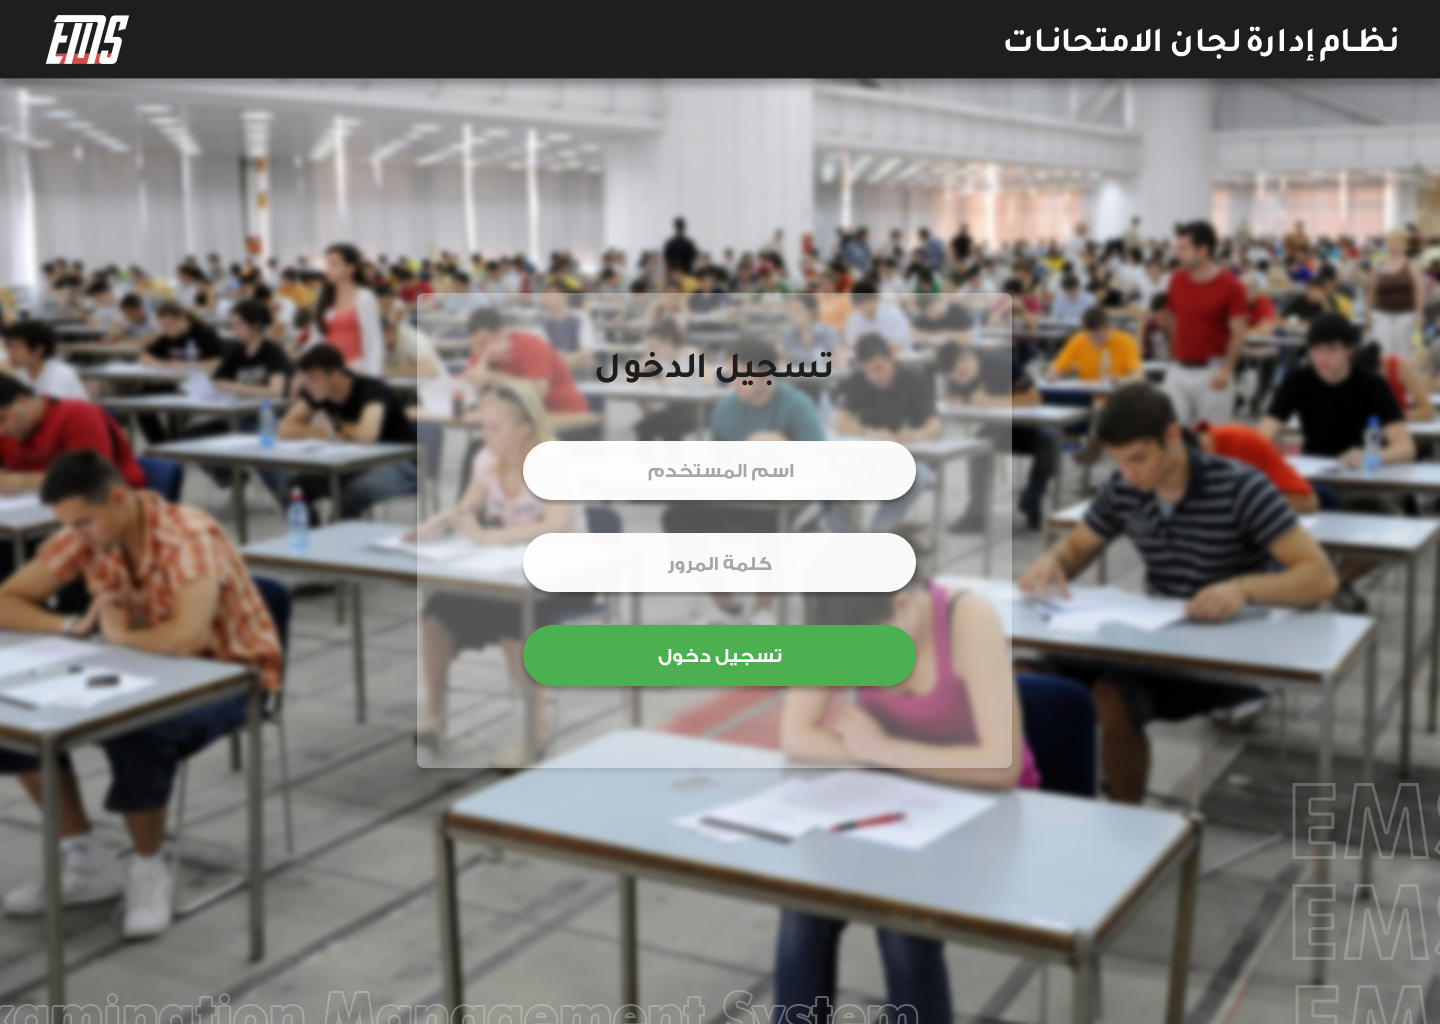 نظام إدارة لجان الامتحانات
EMS
تسجيل الدخول
اسم المستخدم
كلمة المرور
تسجيل دخول
EMS
EMS
EM
xamination Management System